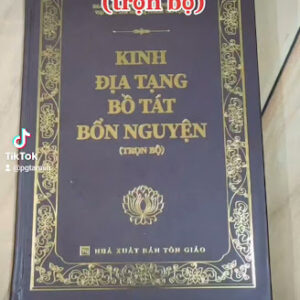 (trọn bộ)
KINH
ĐỊA TẠNG
BỒ TÁT
BỔN NGUYỆN
(TRỌN BỘ)
NHÀ XUẤT BẢN TÔN GIÁO
TikTok